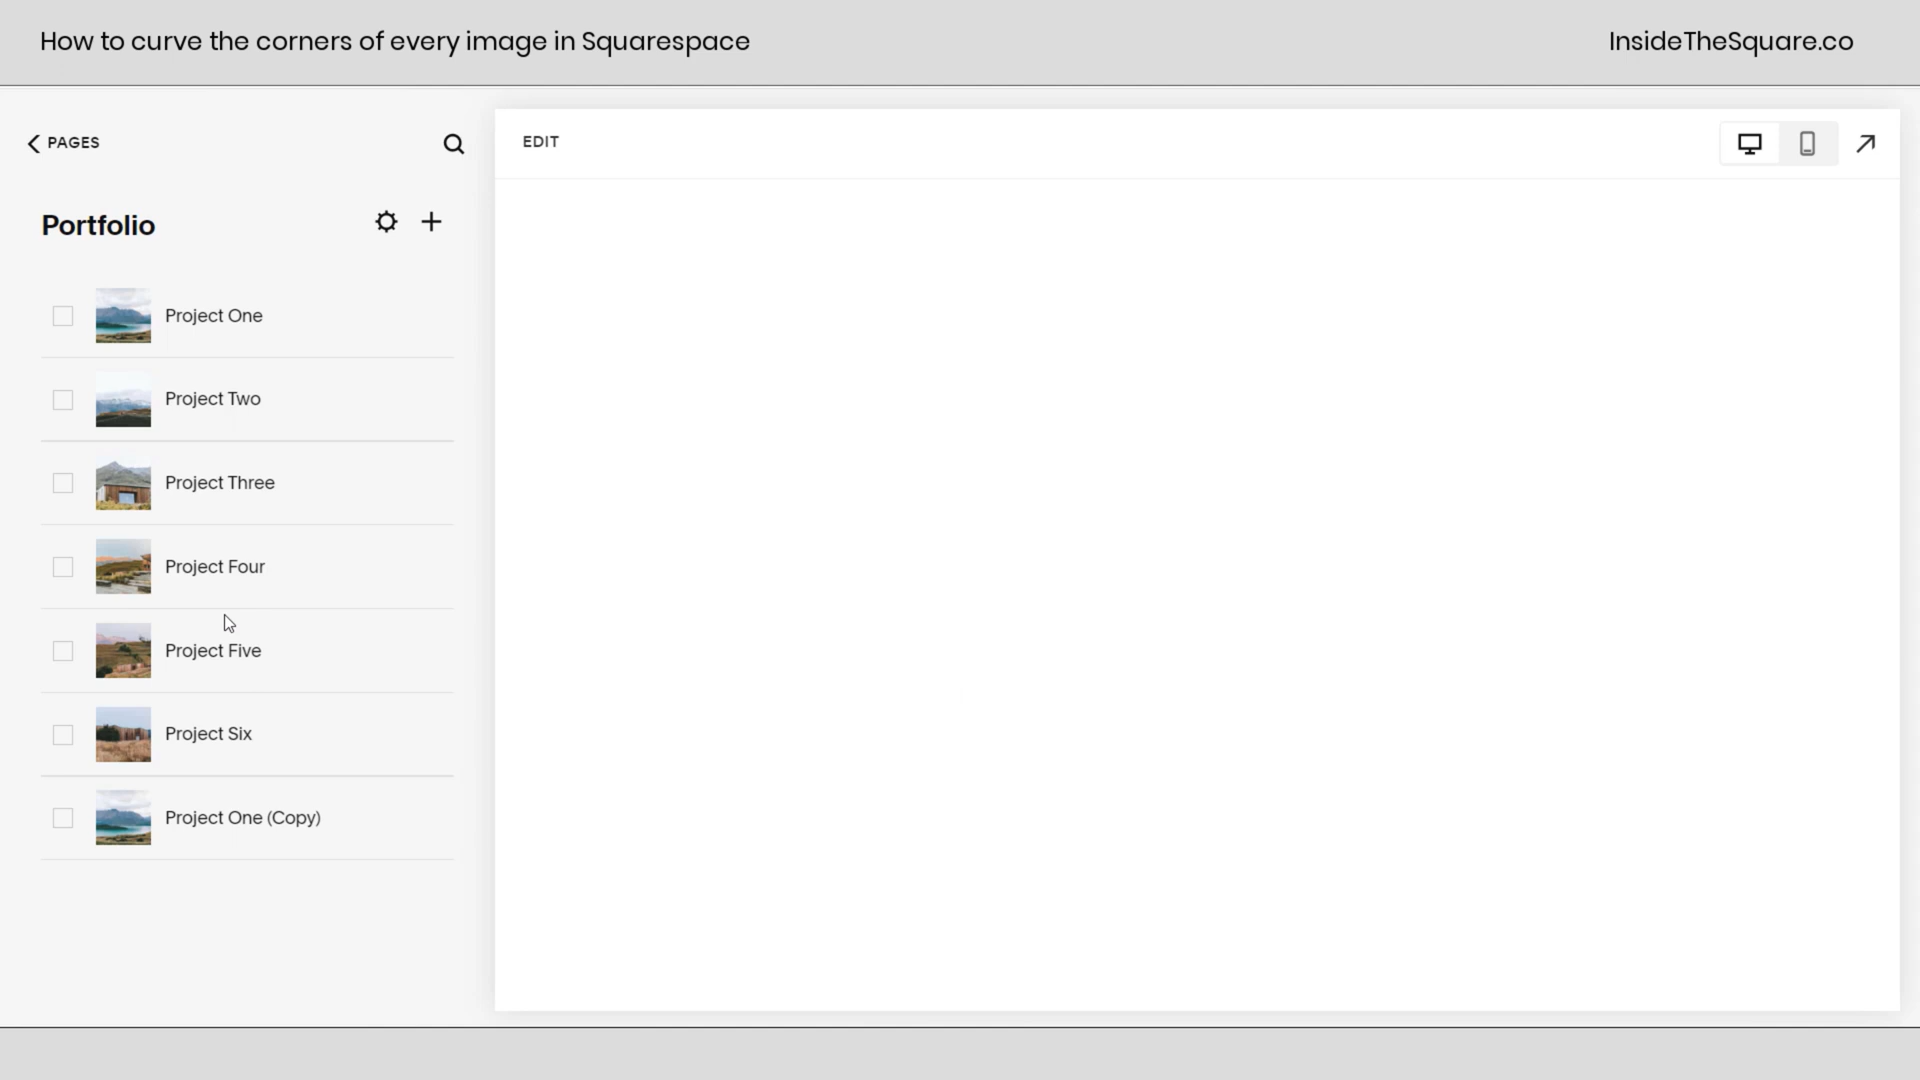 How to curve the corners of every image in Squarespace
InsideTheSquare.co
PAGES
EDIT
Portfolio
Project One
Project Two
Project Three
Project Four
Project Five
Project Six
Project One (Copy)